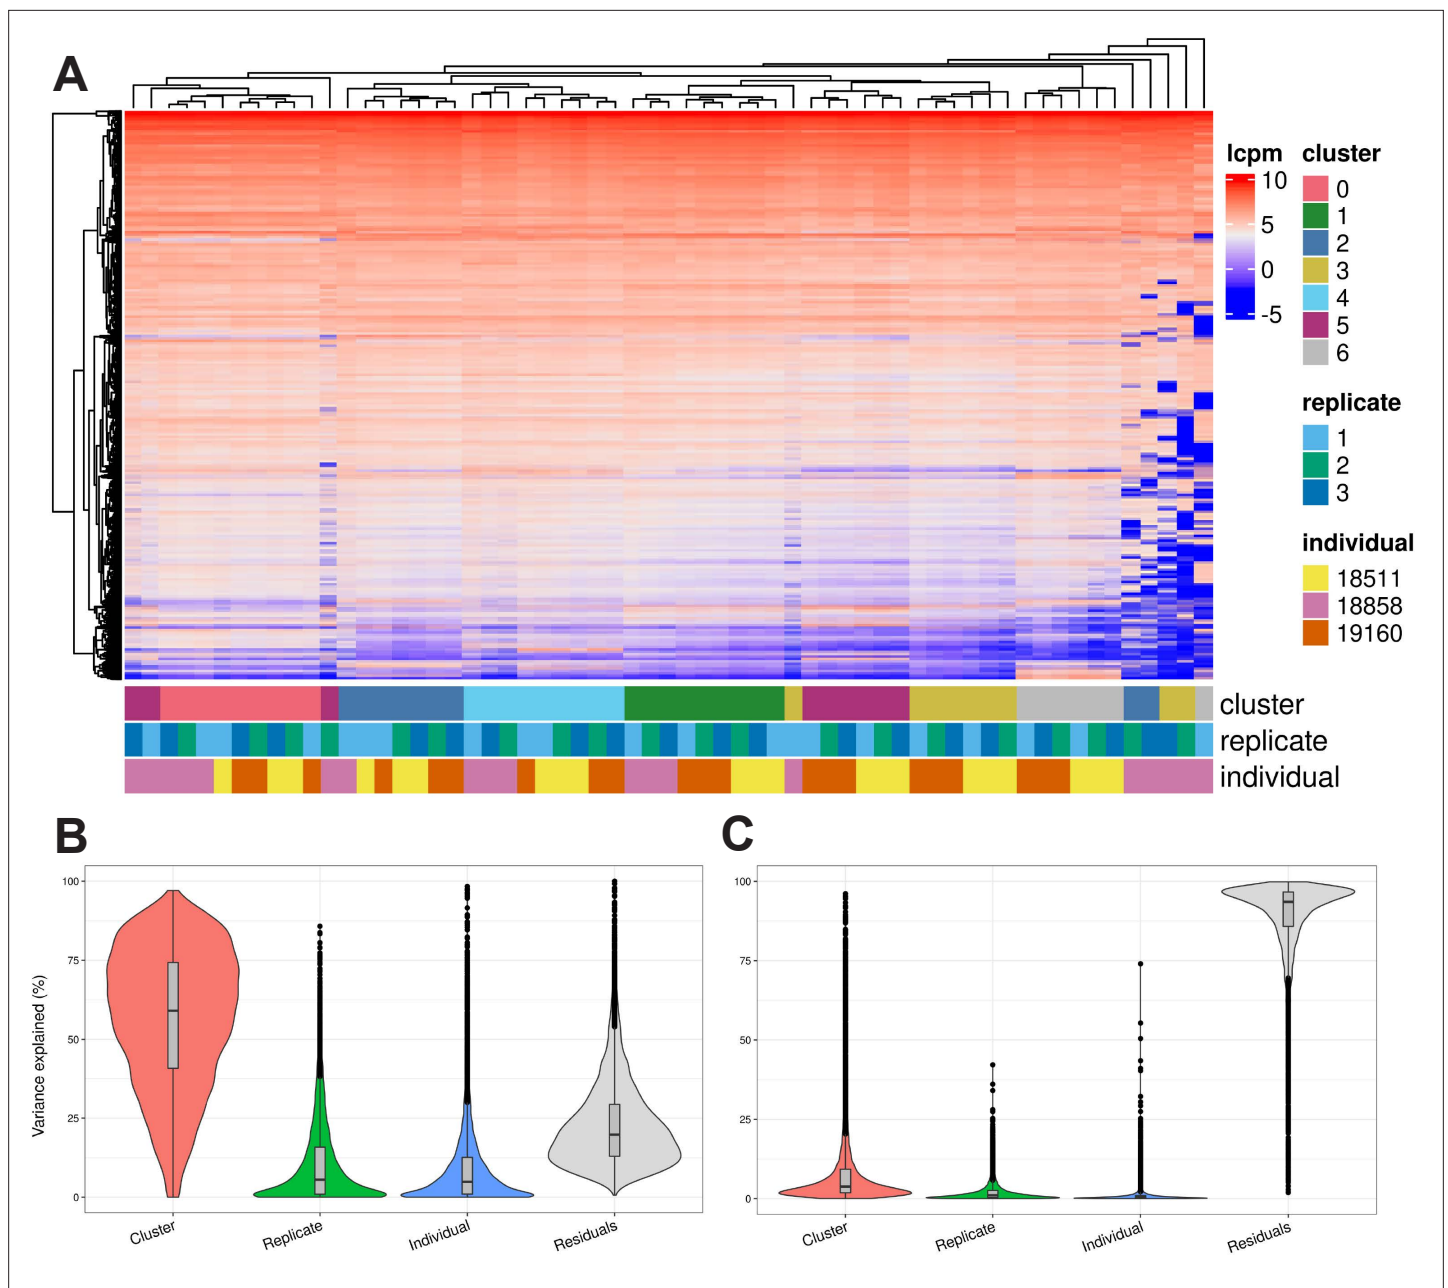 A
lcpm
10
5
0
-5
cluster
0
1
2
3
4
5
6
replicate
1
2
3
individual
18511
18858
19160
cluster
replicate
individual
B
Variance explained (%)
100
75
50
25
0
Cluster
Replicate
Individual
Residuals
C
100
75
50
25
0
Cluster
Replicate
Individual
Residuals